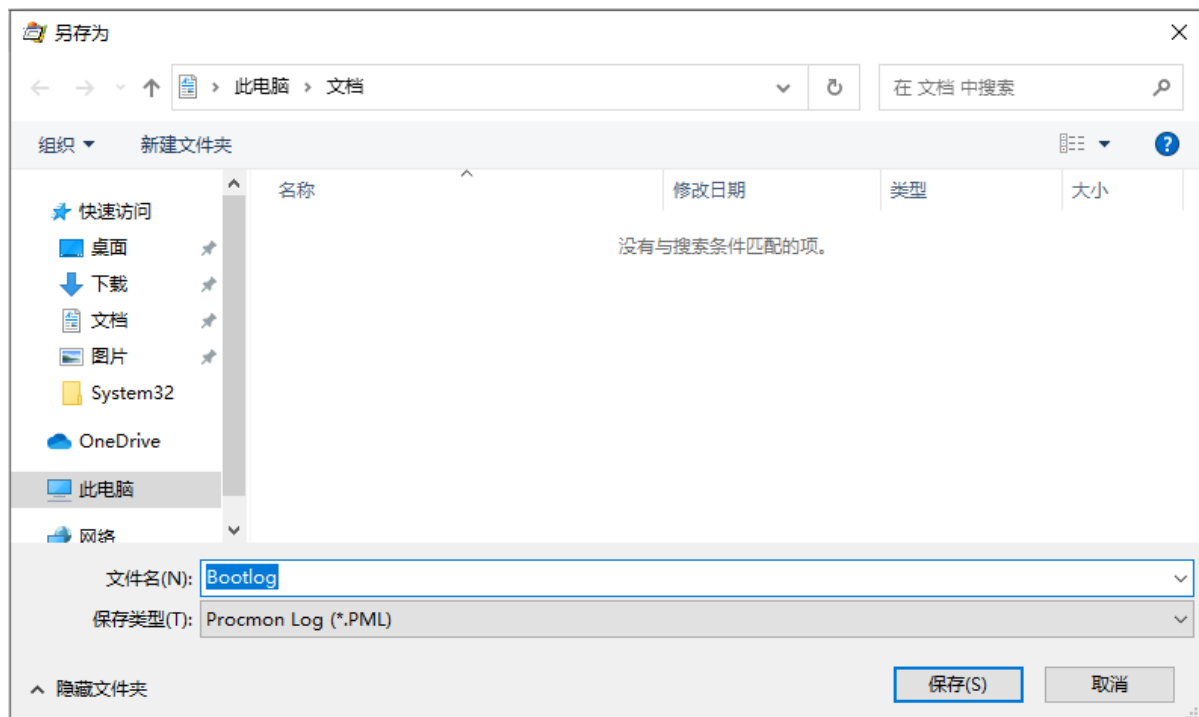 另存为
此电脑 › 文档
在 文档 中搜索
组织 新建文件夹
名称 修改日期 类型 大小
没有与搜索条件匹配的项。
快速访问
桌面
下载
文档
图片
System32
OneDrive
此电脑
网络
文件名(N): Bootlog
保存类型(T): Procmon Log (*.PML)
隐藏文件夹
保存(S) 取消